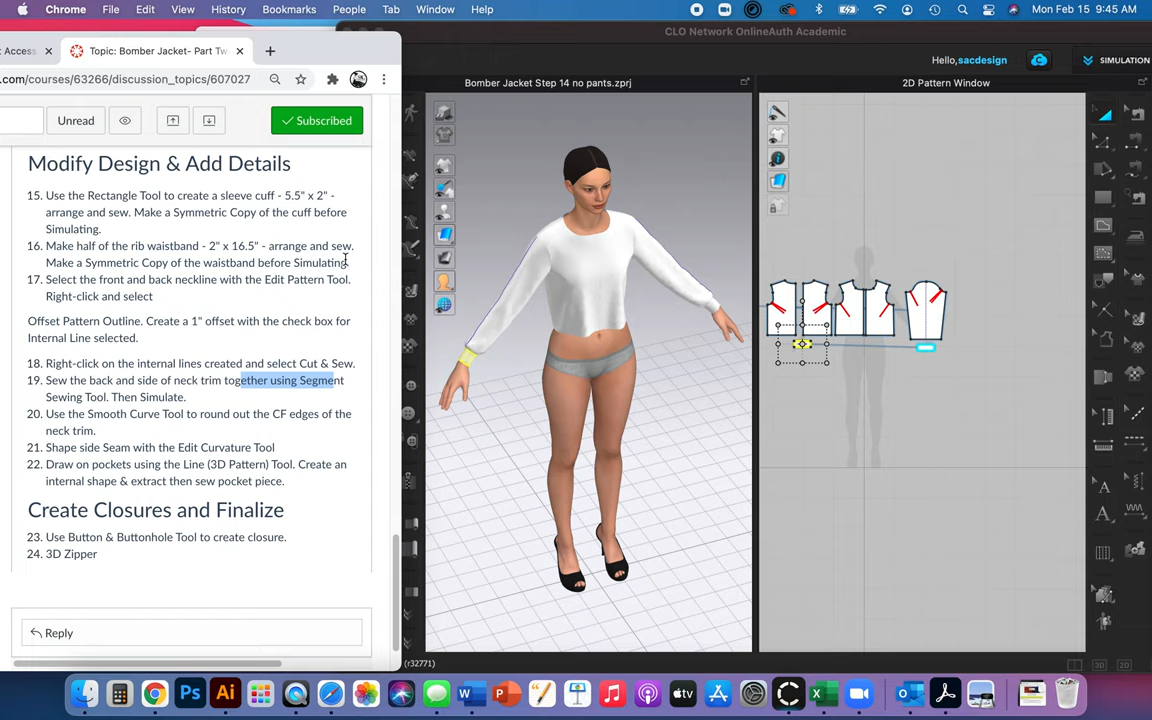 Chrome File Edit View History Bookmarks People Tab Window Help Mon Feb 15 9:45 AM
CLO Network OnlineAuth Academic
t Acces Topic: Bomber Jacket- Part Tw
.com/courses/63266/discussion_topics/607027
Hello,sacdesign SIMULATION
Bomber Jacket Step 14 no pants.zprj 2D Pattern Window
Unread Subscribed
Modify Design & Add Details
15. Use the Rectangle Tool to create a sleeve cuff - 5.5" x 2" -
arrange and sew. Make a Symmetric Copy of the cuff before
Simulating.
16. Make half of the rib waistband - 2" x 16.5" - arrange and sew.
Make a Symmetric Copy of the waistband before Simulating.
17. Select the front and back neckline with the Edit Pattern Tool.
Right-click and select
Offset Pattern Outline. Create a 1" offset with the check box for
Internal Line selected.
18. Right-click on the internal lines created and select Cut & Sew.
19. Sew the back and side of neck trim together using Segment
Sewing Tool. Then Simulate.
20. Use the Smooth Curve Tool to round out the CF edges of the
neck trim.
21. Shape side Seam with the Edit Curvature Tool
22. Draw on pockets using the Line (3D Pattern) Tool. Create an
internal shape & extract then sew pocket piece.
Create Closures and Finalize
23. Use Button & Buttonhole Tool to create closure.
24. 3D Zipper
Reply
(r32771)
3D 2D